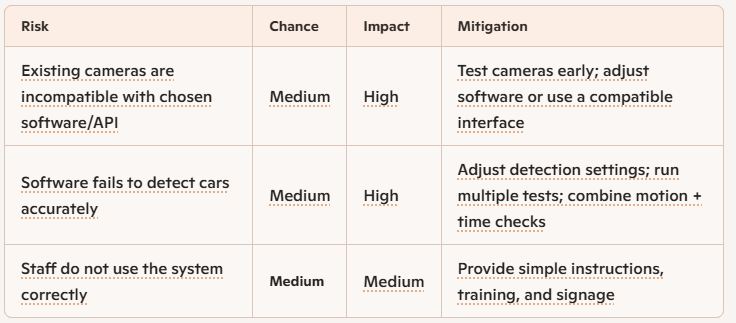 Risk Chance Impact Mitigation
Existing cameras are
incompatible with chosen
software/API
Medium
High
Test cameras early; adjust
software or use a compatible
interface
Software fails to detect cars
accurately
Medium
High
Adjust detection settings; run
multiple tests; combine motion +
time checks
Staff do not use the system
correctly
Medium
Medium
Provide simple instructions,
training, and signage